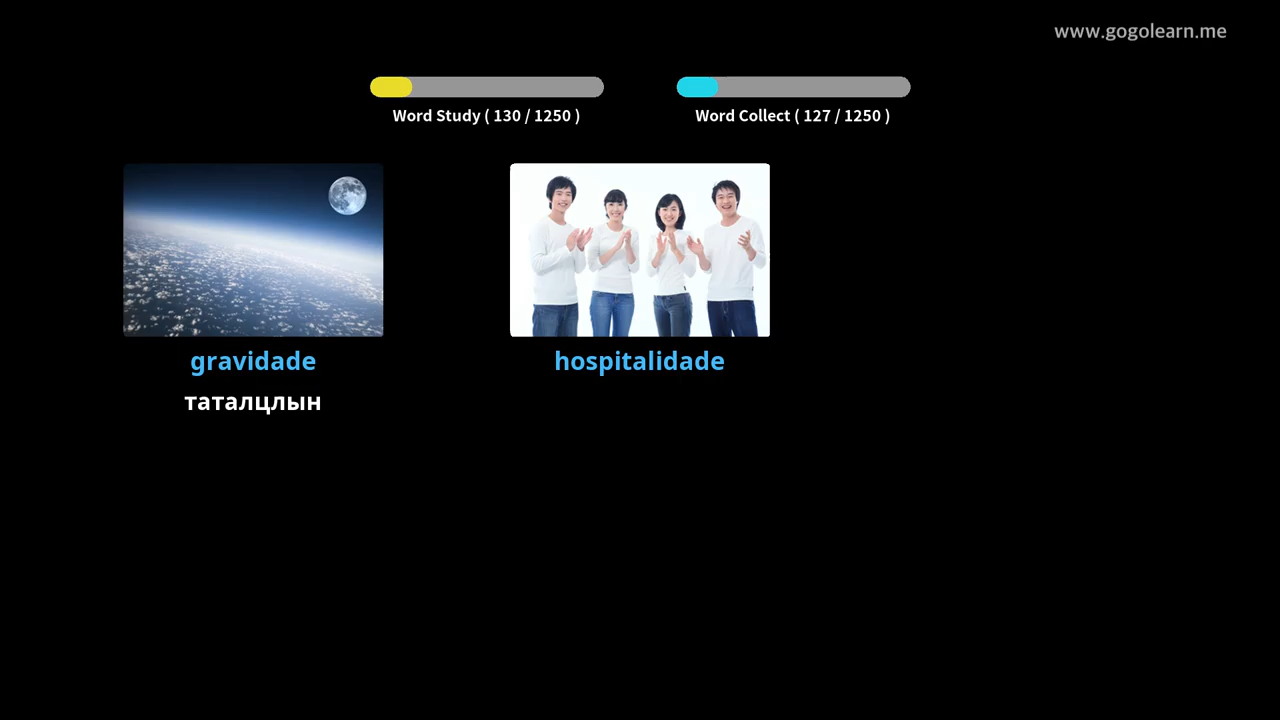 www.gogolearn.me
Word Study ( 130 / 1250 )
Word Collect ( 127 / 1250 )
gravidade
hospitalidade
таталцлын